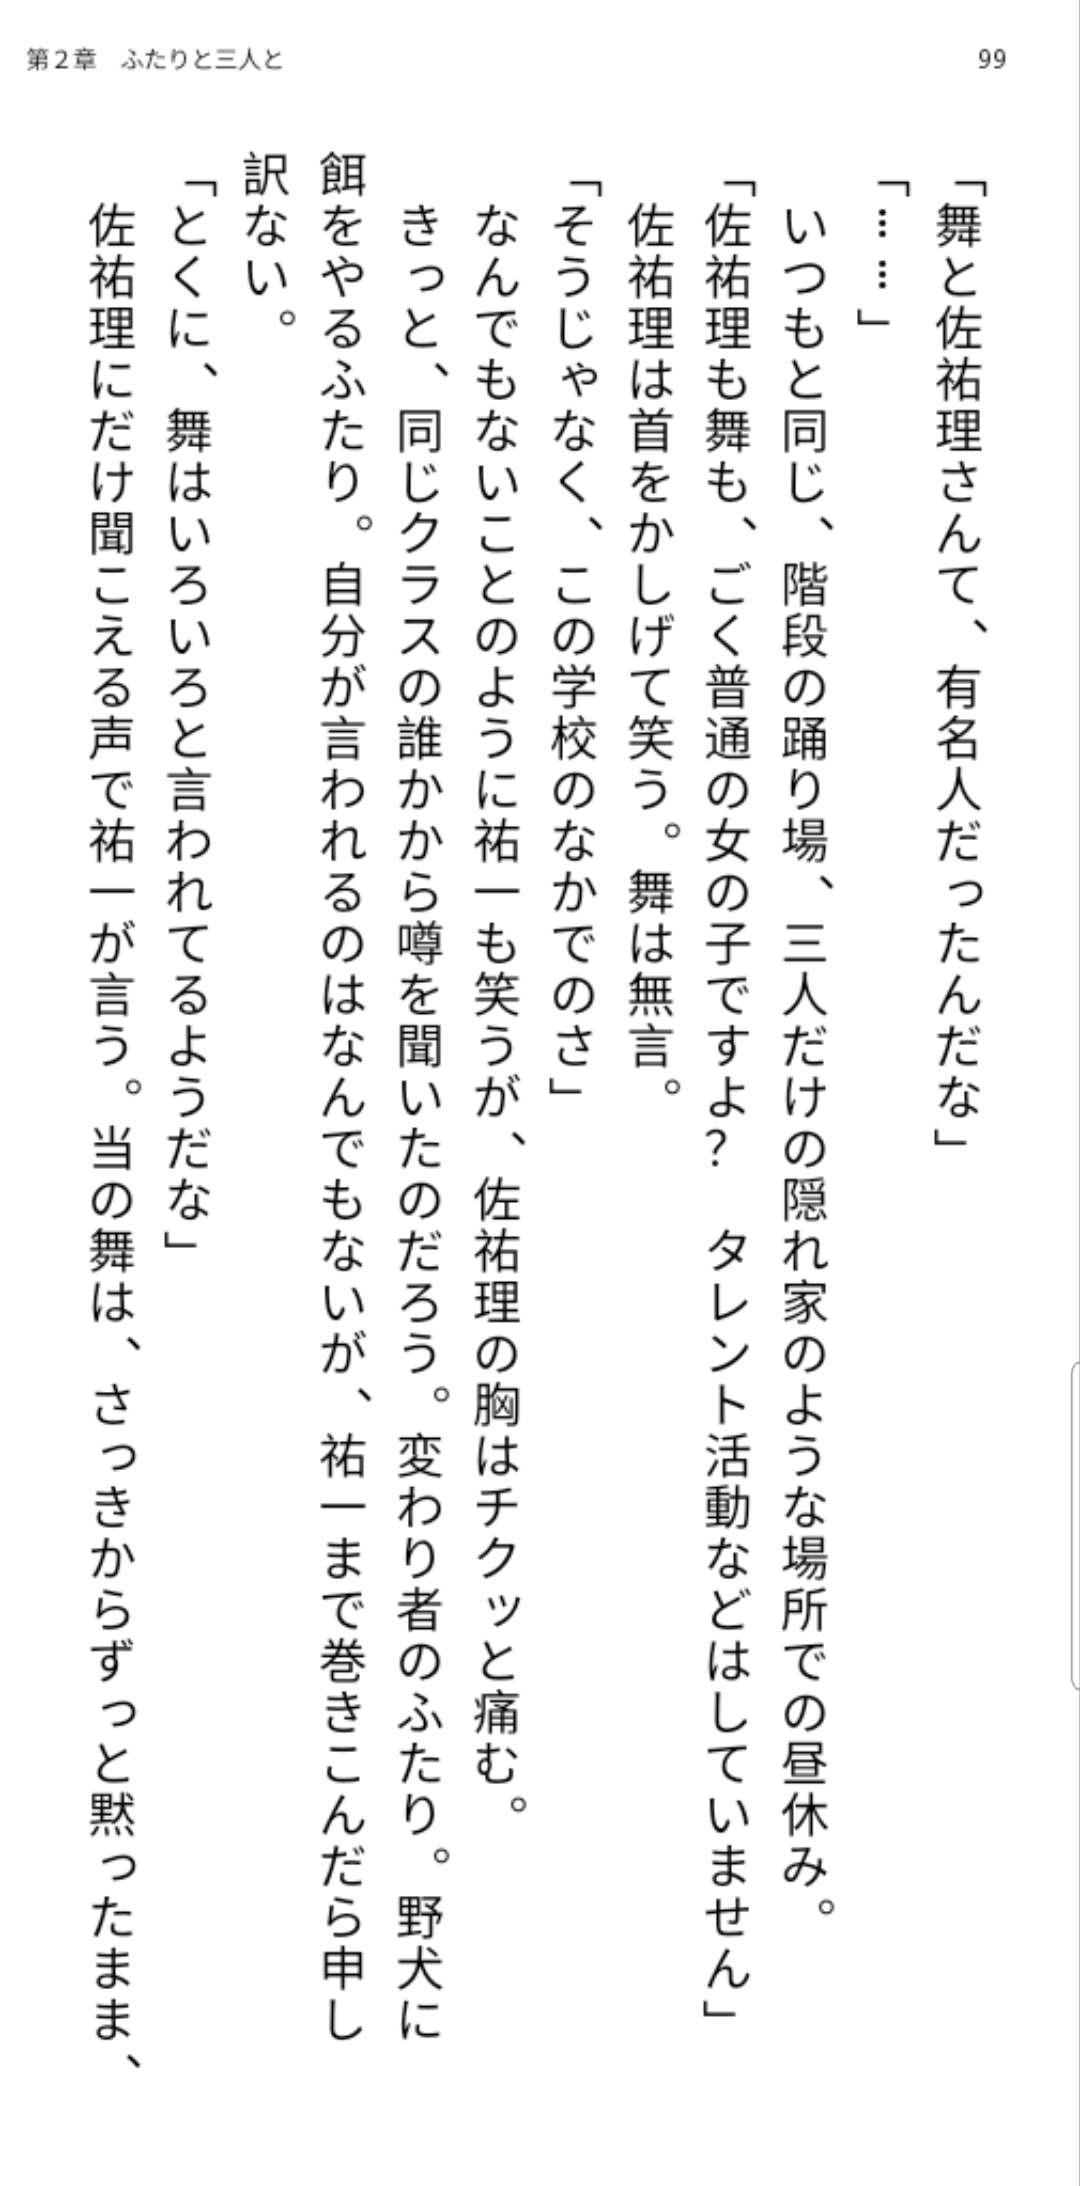 第２章　ふたりと三人と
99
「舞と佐祐理さんて、有名人だったんだな」
「……」
　いつもと同じ、階段の踊り場、三人だけの隠れ家のような場所での昼休み。
「佐祐理も舞も、ごく普通の女の子ですよ？　タレント活動などはしていません」
　佐祐理は首をかしげて笑う。舞は無言。
「そうじゃなく、この学校のなかでのさ」
　なんでもないことのように祐一も笑うが、佐祐理の胸はチクッと痛む。
　きっと、同じクラスの誰かから噂を聞いたのだろう。変わり者のふたり。野犬に
餌をやるふたり。自分が言われるのはなんでもないが、祐一まで巻きこんだら申し
訳ない。
「とくに、舞はいろいろと言われてるようだな」
　佐祐理にだけ聞こえる声で祐一が言う。当の舞は、さっきからずっと黙ったまま、